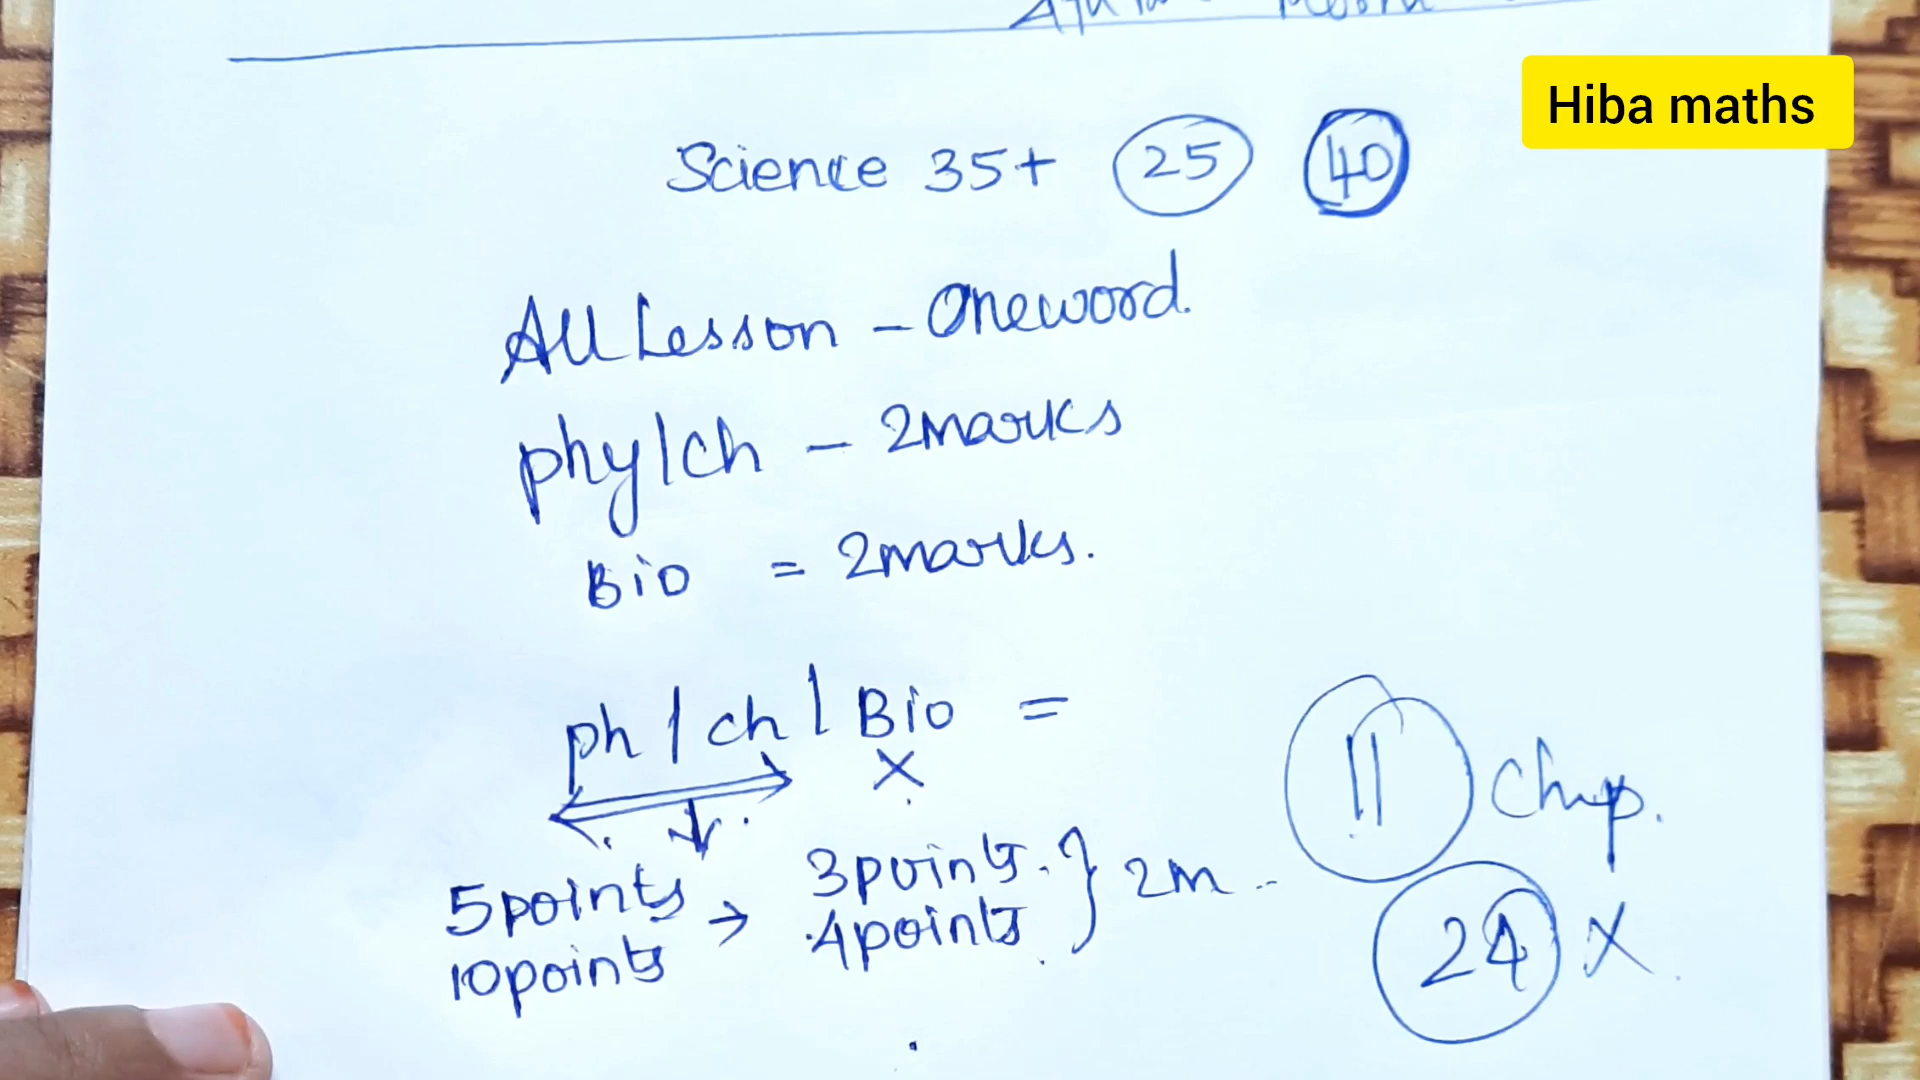 Hiba maths
Science 35+ 25 40
All Lesson - Oneword.
phy/ch - 2marks
Bio = 2marks.
ph / ch / Bio =
X
11 Chap.
5points → 3points. } 2m
10points 4points
24 X